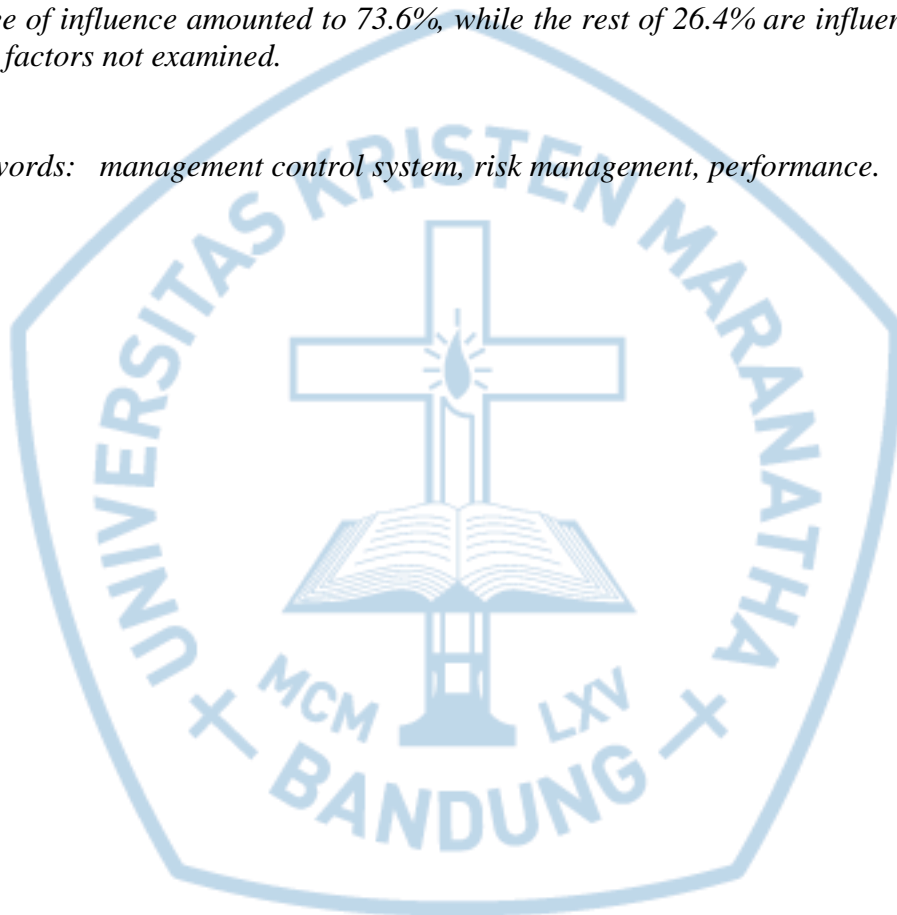 ee of influence amounted to 73.6%, while the rest of 26.4% are influen
factors not examined.
words: management control system, risk management, performance.
UNIVERSITAS KRISTEN MARANATHA
MCM LXV
BANDUNG